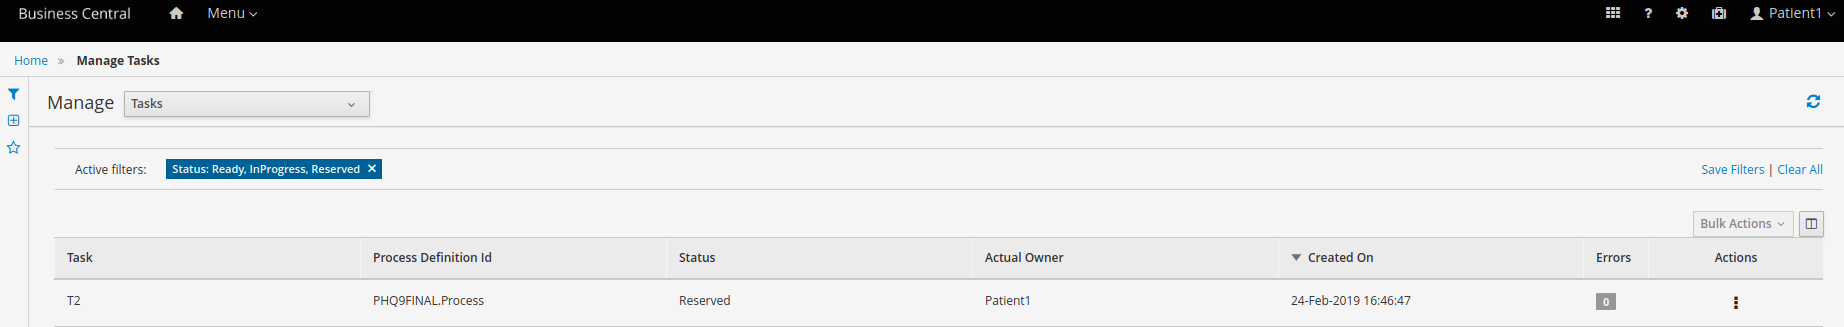 Business Central Menu ? Patient1
Home » Manage Tasks
Manage Tasks
Active filters: Status: Ready, InProgress, Reserved ✕ Save Filters | Clear All
Bulk Actions
Task Process Definition Id Status Actual Owner Created On Errors Actions
T2 PHQ9FINAL.Process Reserved Patient1 24-Feb-2019 16:46:47 0